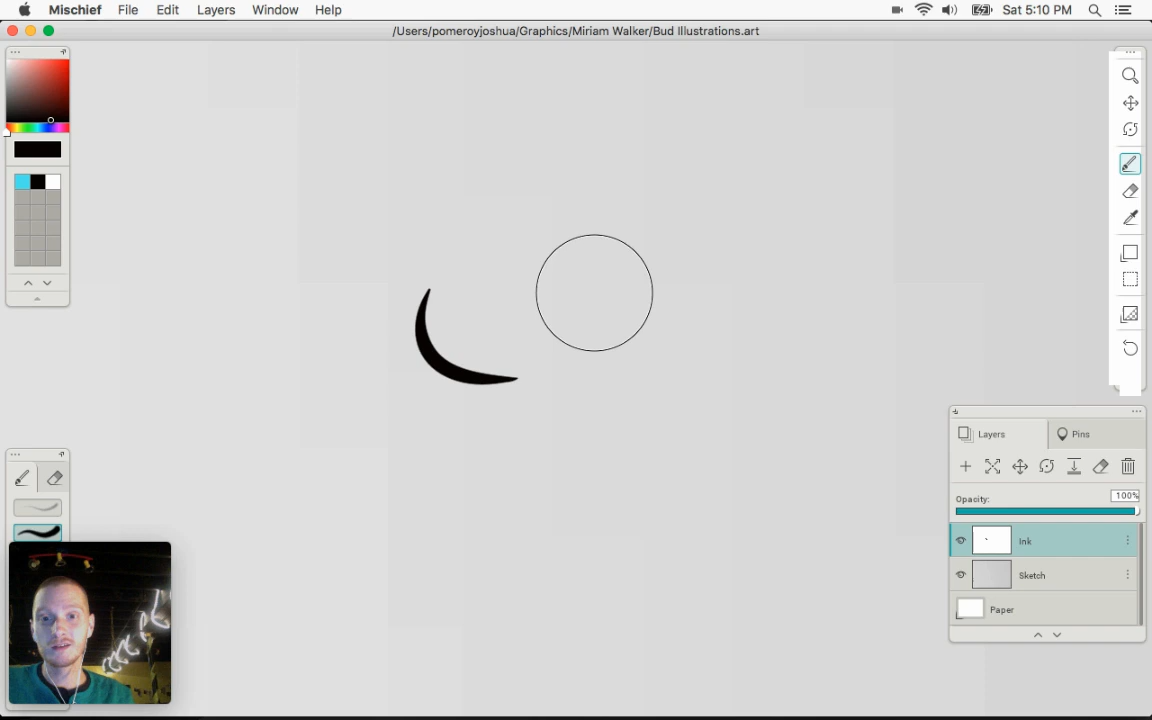 Mischief File Edit Layers Window Help Sat 5:10 PM
/Users/pomeroyjoshua/Graphics/Miriam Walker/Bud Illustrations.art
Layers Pins
Opacity: 100%
Ink
Sketch
Paper